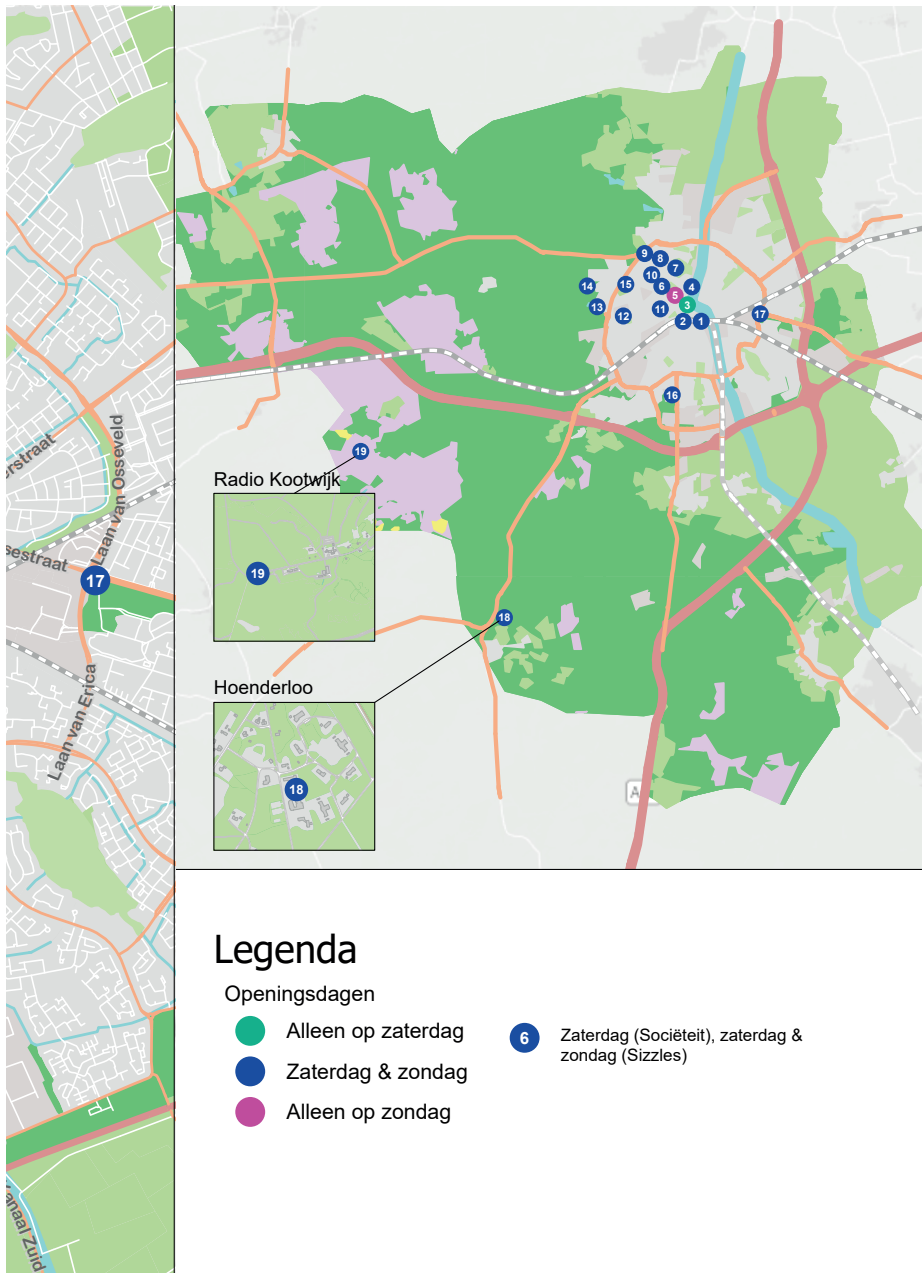 erstraat
Laan van Osseveld
sestraat
17
Laan van Erica
anaal Zuid
9
8
7
10
14
15
6
4
5
13
3
11
12
2
1
17
16
19
Radio Kootwijk
19
18
Hoenderloo
18
A
Legenda
Openingsdagen
Alleen op zaterdag
Zaterdag & zondag
Alleen op zondag
6
Zaterdag (Sociëteit), zaterdag &
zondag (Sizzles)